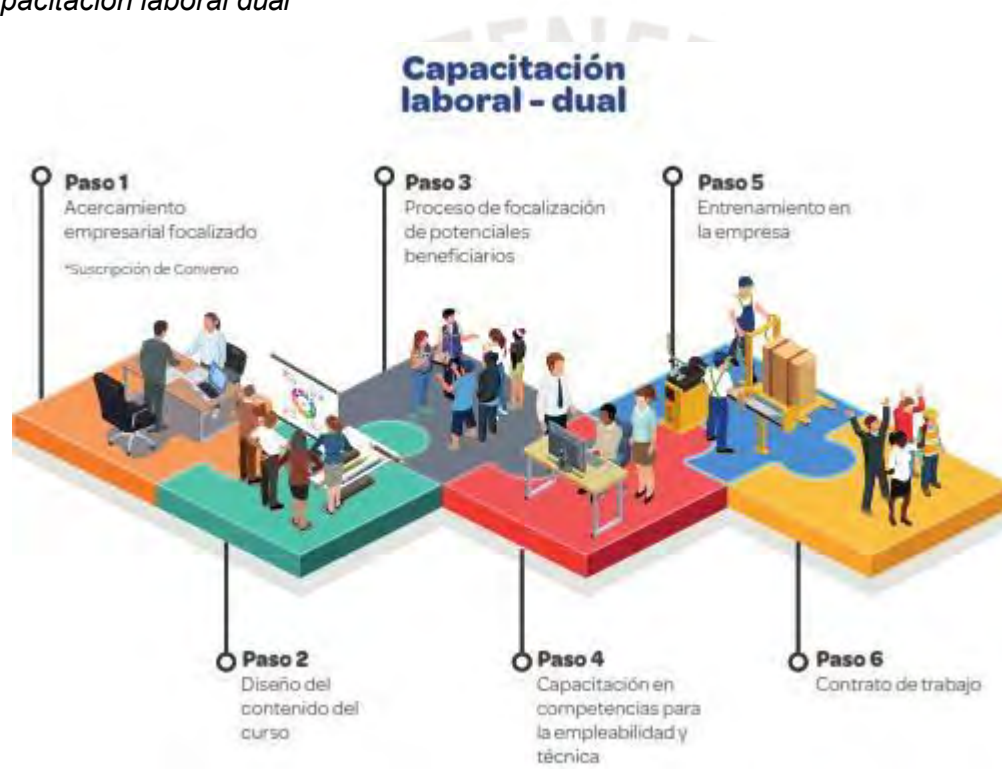 pacitación laboral dual
TENE
Capacitación
laboral - dual
Paso 1
Acercamiento
empresarial focalizado
*Suscripción de Convenio
Paso 3
Proceso de focalización
de potenciales
beneficiarios
Paso 5
Entrenamiento en
la empresa
Paso 2
Diseño del
contenido del
curso
Paso 4
Capacitación en
competencias para
la empleabilidad y
técnica
Paso 6
Contrato de trabajo